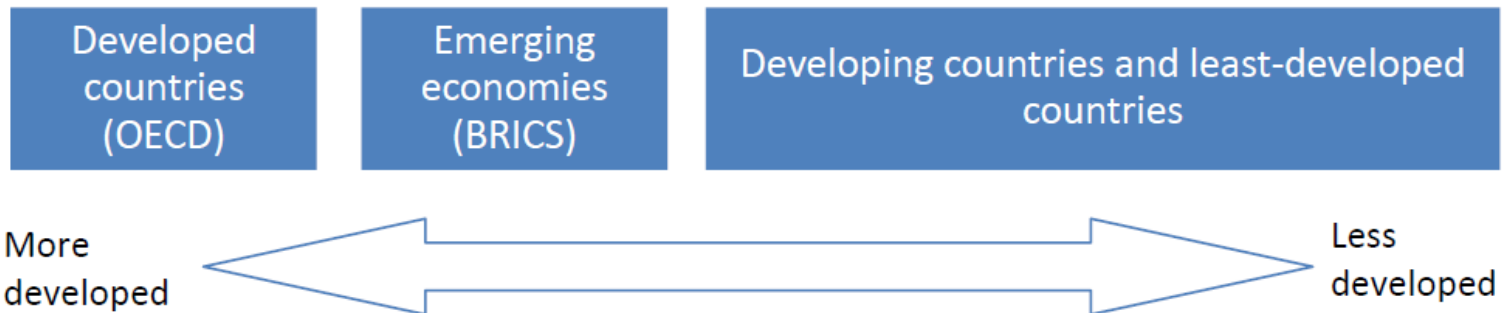 Developed
countries
(OECD)
Emerging
economies
(BRICS)
Developing countries and least-developed
countries
More
developed
Less
developed